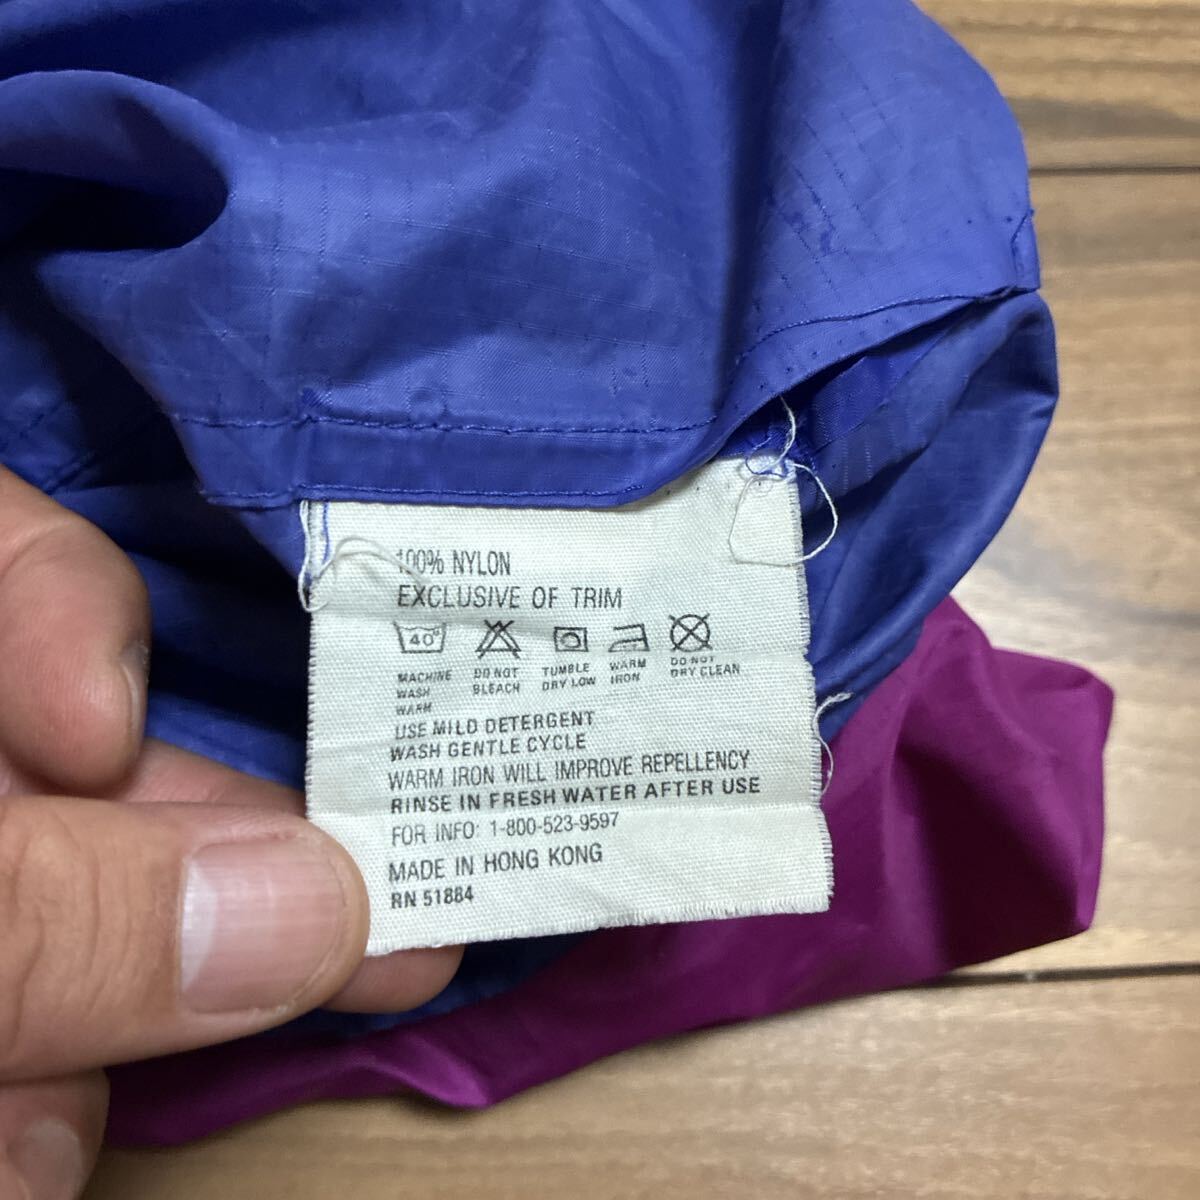 100% NYLON
EXCLUSIVE OF TRIM
40°
MACHINE WASH WARM
DO NOT BLEACH
TUMBLE DRY LOW
WARM IRON
DO NOT DRY CLEAN
USE MILD DETERGENT
WASH GENTLE CYCLE
WARM IRON WILL IMPROVE REPELLENCY
RINSE IN FRESH WATER AFTER USE
FOR INFO: 1-800-523-9597
MADE IN HONG KONG
RN 51884